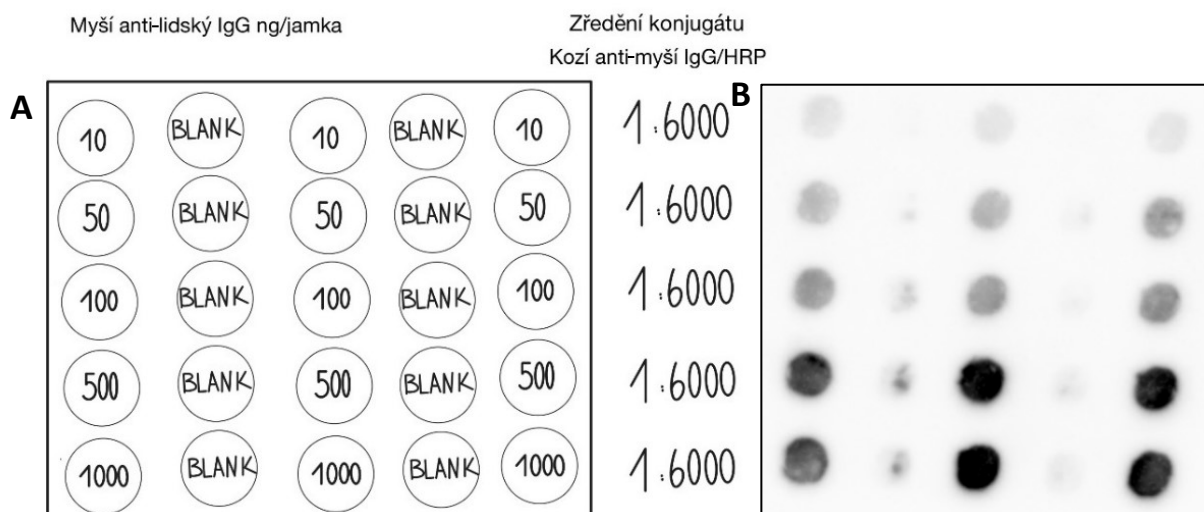 Myší anti-lidský IgG ng/jamka
Zředění konjugátu
Kozí anti-myší IgG/HRP
A
B
10 BLANK 10 BLANK 10 1:6000
50 BLANK 50 BLANK 50 1:6000
100 BLANK 100 BLANK 100 1:6000
500 BLANK 500 BLANK 500 1:6000
1000 BLANK 1000 BLANK 1000 1:6000